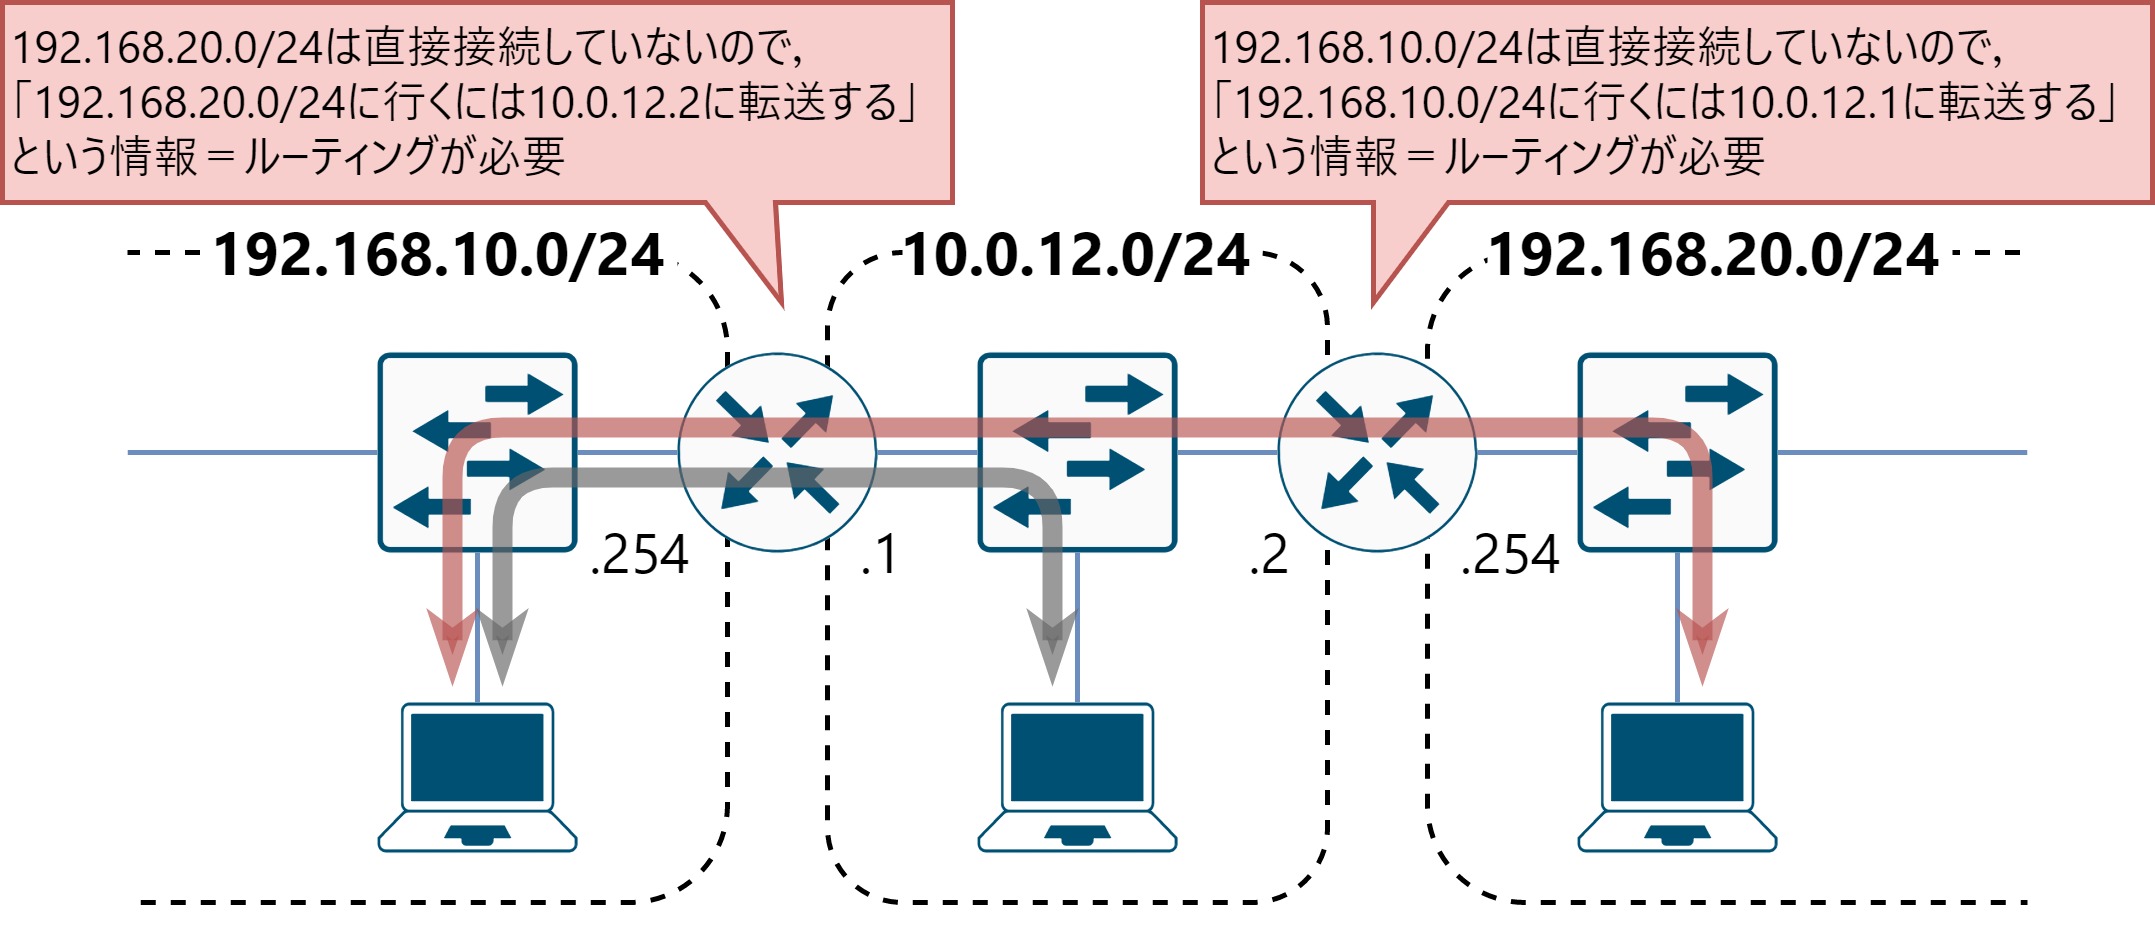 192.168.20.0/24は直接接続していないので,
「192.168.20.0/24に行くには10.0.12.2に転送する」
という情報＝ルーティングが必要
192.168.10.0/24は直接接続していないので,
「192.168.10.0/24に行くには10.0.12.1に転送する」
という情報＝ルーティングが必要
192.168.10.0/24
10.0.12.0/24
192.168.20.0/24
.254
.1
.2
.254